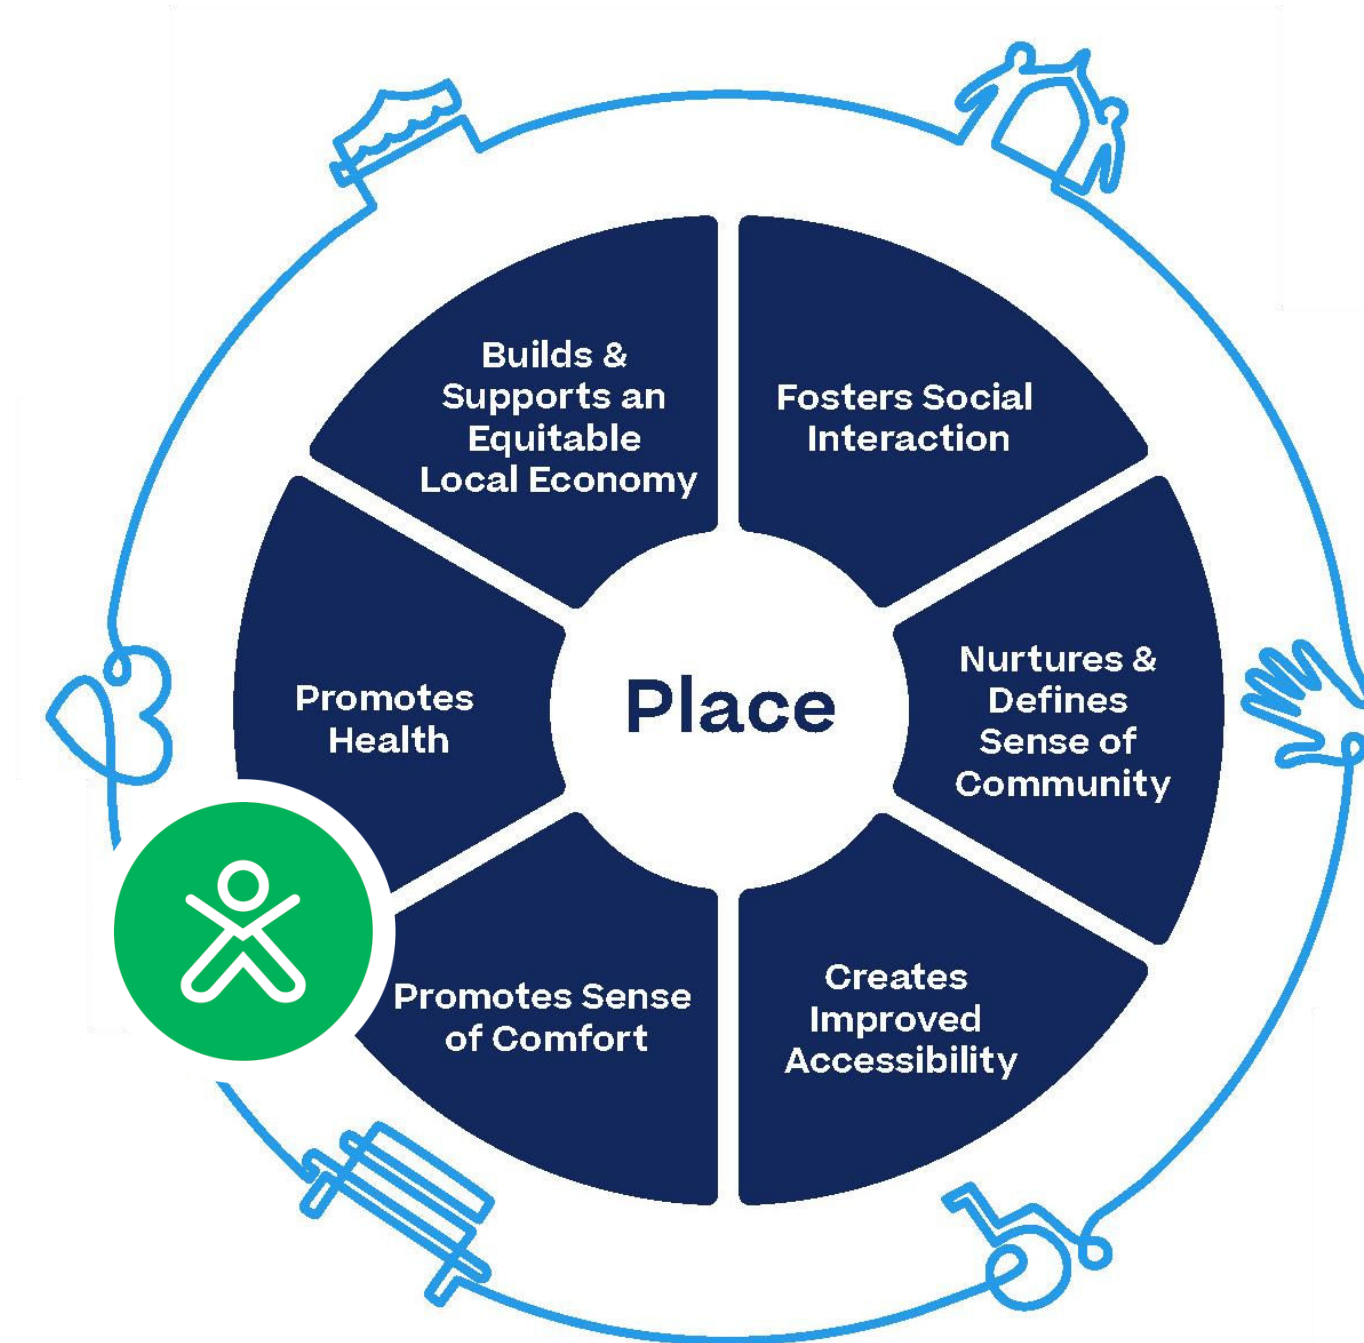 Builds &
Supports an
Equitable
Local Economy
Fosters Social
Interaction
Nurtures &
Defines
Sense of
Community
Creates
Improved
Accessibility
Promotes Sense
of Comfort
Promotes
Health
Place